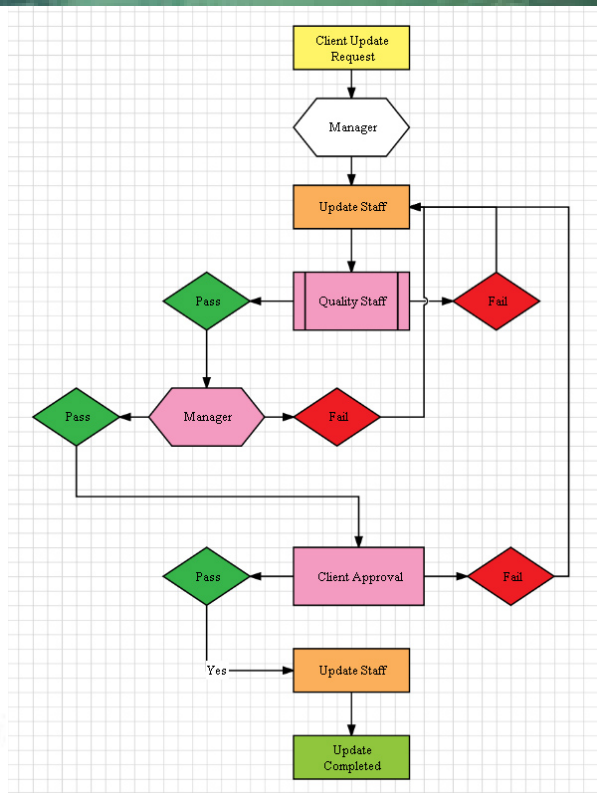 Client Update
Request
Manager
Update Staff
Pass
Quality Staff
Fail
Pass
Manager
Fail
Pass
Client Approval
Fail
Yes
Update Staff
Update
Completed